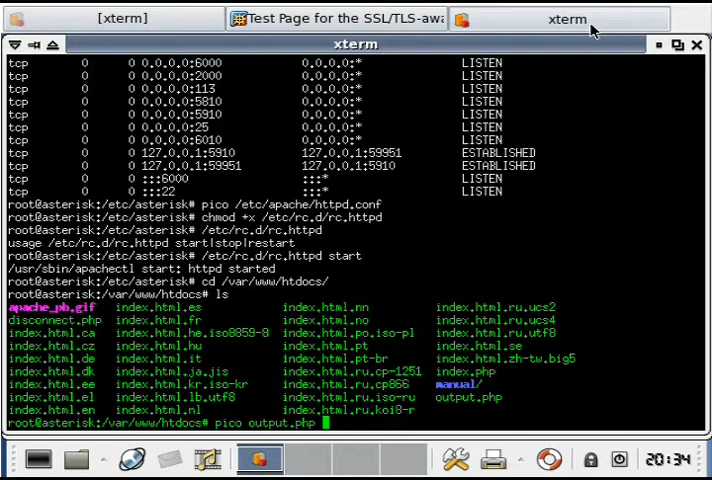 [xterm] Test Page for the SSL/TLS-awa xterm
xterm
tcp 0 0 0.0.0.0:6000 0.0.0.0:* LISTEN
tcp 0 0 0.0.0.0:2000 0.0.0.0:* LISTEN
tcp 0 0 0.0.0.0:113 0.0.0.0:* LISTEN
tcp 0 0 0.0.0.0:5810 0.0.0.0:* LISTEN
tcp 0 0 0.0.0.0:5910 0.0.0.0:* LISTEN
tcp 0 0 0.0.0.0:25 0.0.0.0:* LISTEN
tcp 0 0 0.0.0.0:6010 0.0.0.0:* LISTEN
tcp 0 0 127.0.0.1:5910 127.0.0.1:59951 ESTABLISHED
tcp 0 0 127.0.0.1:59951 127.0.0.1:5910 ESTABLISHED
tcp 0 0 :::6000 :::* LISTEN
tcp 0 0 :::22 :::* LISTEN
root@asterisk:/etc/asterisk# pico /etc/apache/httpd.conf
root@asterisk:/etc/asterisk# chmod +x /etc/rc.d/rc.httpd
root@asterisk:/etc/asterisk# /etc/rc.d/rc.httpd
usage /etc/rc.d/rc.httpd start|stop|restart
root@asterisk:/etc/asterisk# /etc/rc.d/rc.httpd start
/usr/sbin/apachectl start: httpd started
root@asterisk:/etc/asterisk# cd /var/www/htdocs/
root@asterisk:/var/www/htdocs# ls
apache_pb.gif index.html.es index.html.nn index.html.ru.ucs2
disconnect.php index.html.fr index.html.no index.html.ru.ucs4
index.html.ca index.html.he.iso8859-8 index.html.po.iso-pl index.html.ru.utf8
index.html.cz index.html.hu index.html.pt index.html.se
index.html.de index.html.it index.html.pt-br index.html.zh-tw.big5
index.html.dk index.html.ja.jis index.html.ru.cp-1251 index.php
index.html.ee index.html.kr.iso-kr index.html.ru.cp866 manual/
index.html.el index.html.lb.utf8 index.html.ru.iso-ru output.php
index.html.en index.html.nl index.html.ru.koi8-r
root@asterisk:/var/www/htdocs# pico output.php
20:34